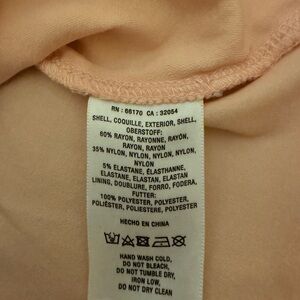 RN : 66170 CA : 32054
SHELL, COQUILLE, EXTERIOR, SHELL,
OBERSTOFF:
60% RAYON, RAYONNE, RAYÓN,
RAYON, RAYON
35% NYLON, NYLON, NYLON, NYLON,
NYLON
5% ELASTANE, ÉLASTHANNE,
ELASTANE, ELASTAN, ELASTAN
LINING, DOUBLURE, FORRO, FODERA,
FUTTER:
100% POLYESTER, POLYESTER,
POLIÉSTER, POLIESTERE, POLYESTER
HECHO EN CHINA
HAND WASH COLD,
DO NOT BLEACH,
DO NOT TUMBLE DRY,
IRON LOW,
DO NOT DRY CLEAN